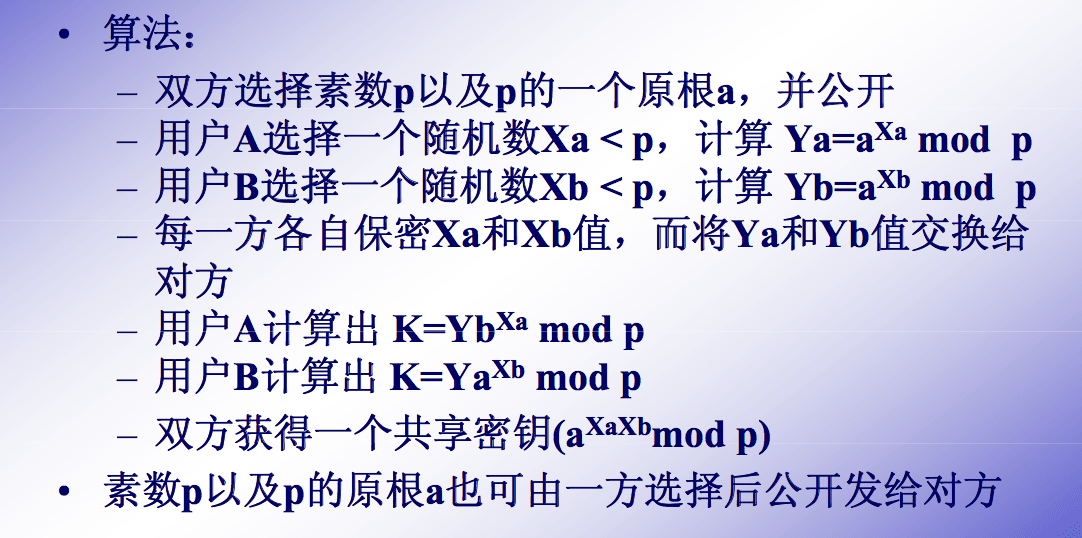 • 算法：
– 双方选择素数p以及p的一个原根a，并公开
– 用户A选择一个随机数Xa < p，计算 Ya=a^Xa mod p
– 用户B选择一个随机数Xb < p，计算 Yb=a^Xb mod p
– 每一方各自保密Xa和Xb值，而将Ya和Yb值交换给
对方
– 用户A计算出 K=Yb^Xa mod p
– 用户B计算出 K=Ya^Xb mod p
– 双方获得一个共享密钥(a^XaXb mod p)
• 素数p以及p的原根a也可由一方选择后公开发给对方